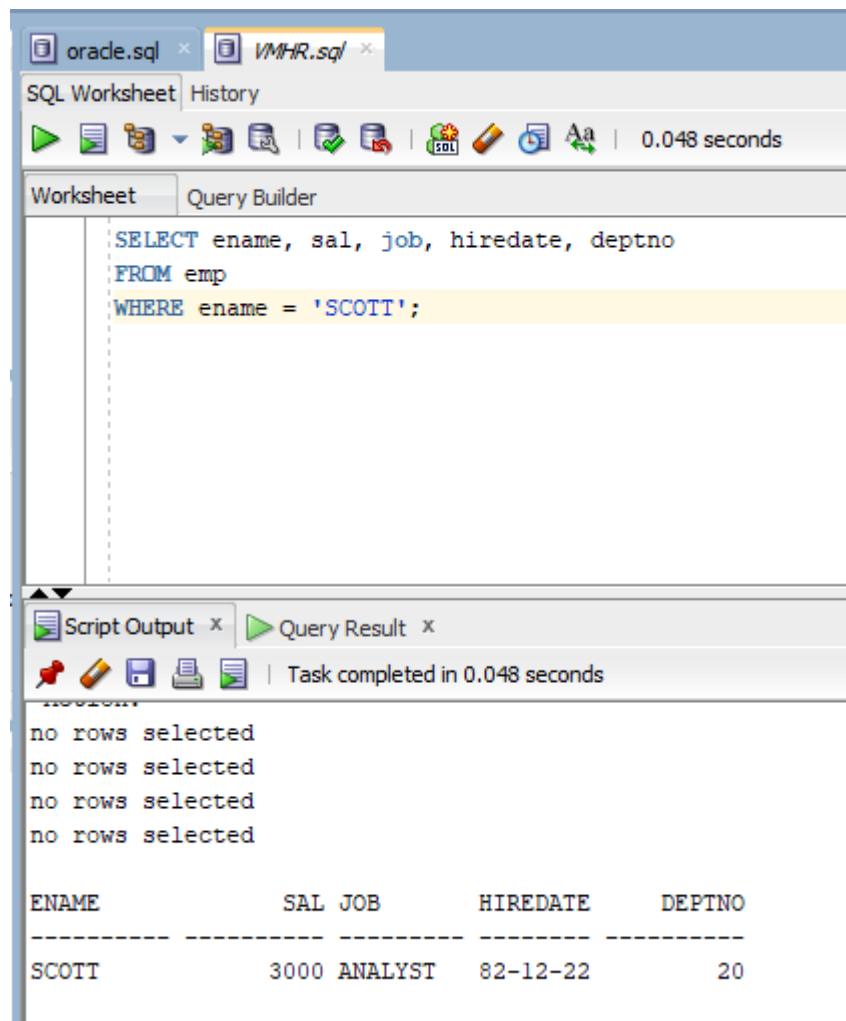 oracle.sql
VMHR.sql
SQL Worksheet History
0.048 seconds
Worksheet Query Builder
SELECT ename, sal, job, hiredate, deptno
FROM emp
WHERE ename = 'SCOTT';
Script Output x Query Result x
Task completed in 0.048 seconds
no rows selected
no rows selected
no rows selected
no rows selected
ENAME SAL JOB HIREDATE DEPTNO
---------- ---------- --------- -------- ----------
SCOTT 3000 ANALYST 82-12-22 20